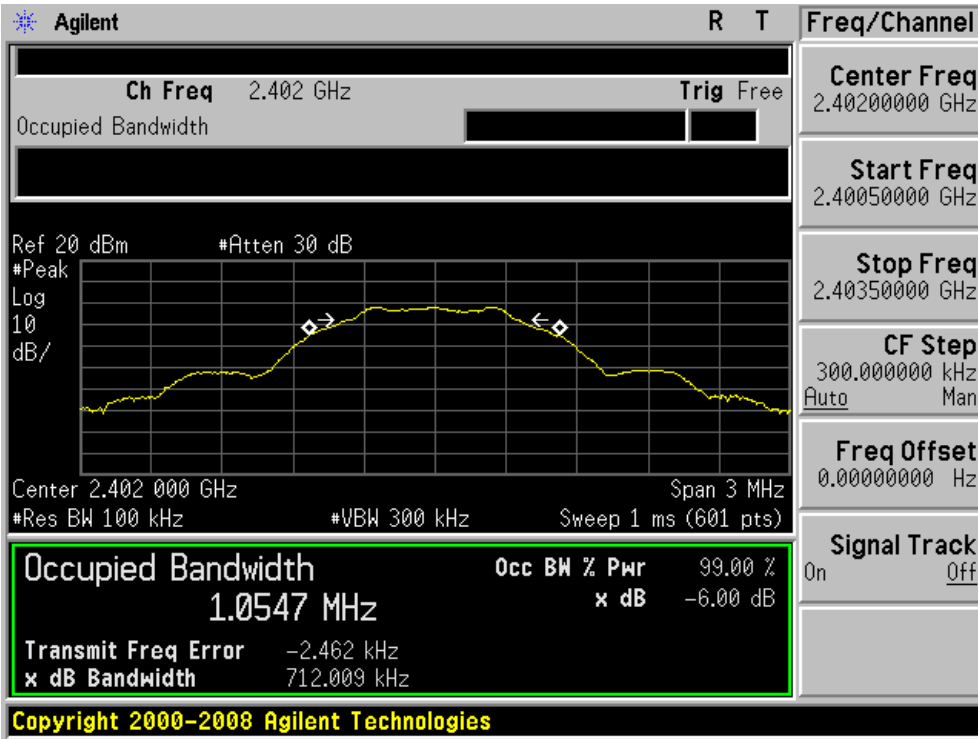 Agilent R T
Ch Freq 2.402 GHz Trig Free
Occupied Bandwidth
Ref 20 dBm #Atten 30 dB
#Peak
Log
10
dB/
Center 2.402 000 GHz Span 3 MHz
#Res BW 100 kHz #VBW 300 kHz Sweep 1 ms (601 pts)
Occupied Bandwidth Occ BW % Pwr 99.00 %
1.0547 MHz x dB -6.00 dB
Transmit Freq Error -2.462 kHz
x dB Bandwidth 712.009 kHz
Copyright 2000-2008 Agilent Technologies
Freq/Channel
Center Freq
2.40200000 GHz
Start Freq
2.40050000 GHz
Stop Freq
2.40350000 GHz
CF Step
300.000000 kHz
Auto Man
Freq Offset
0.00000000 Hz
Signal Track
On Off